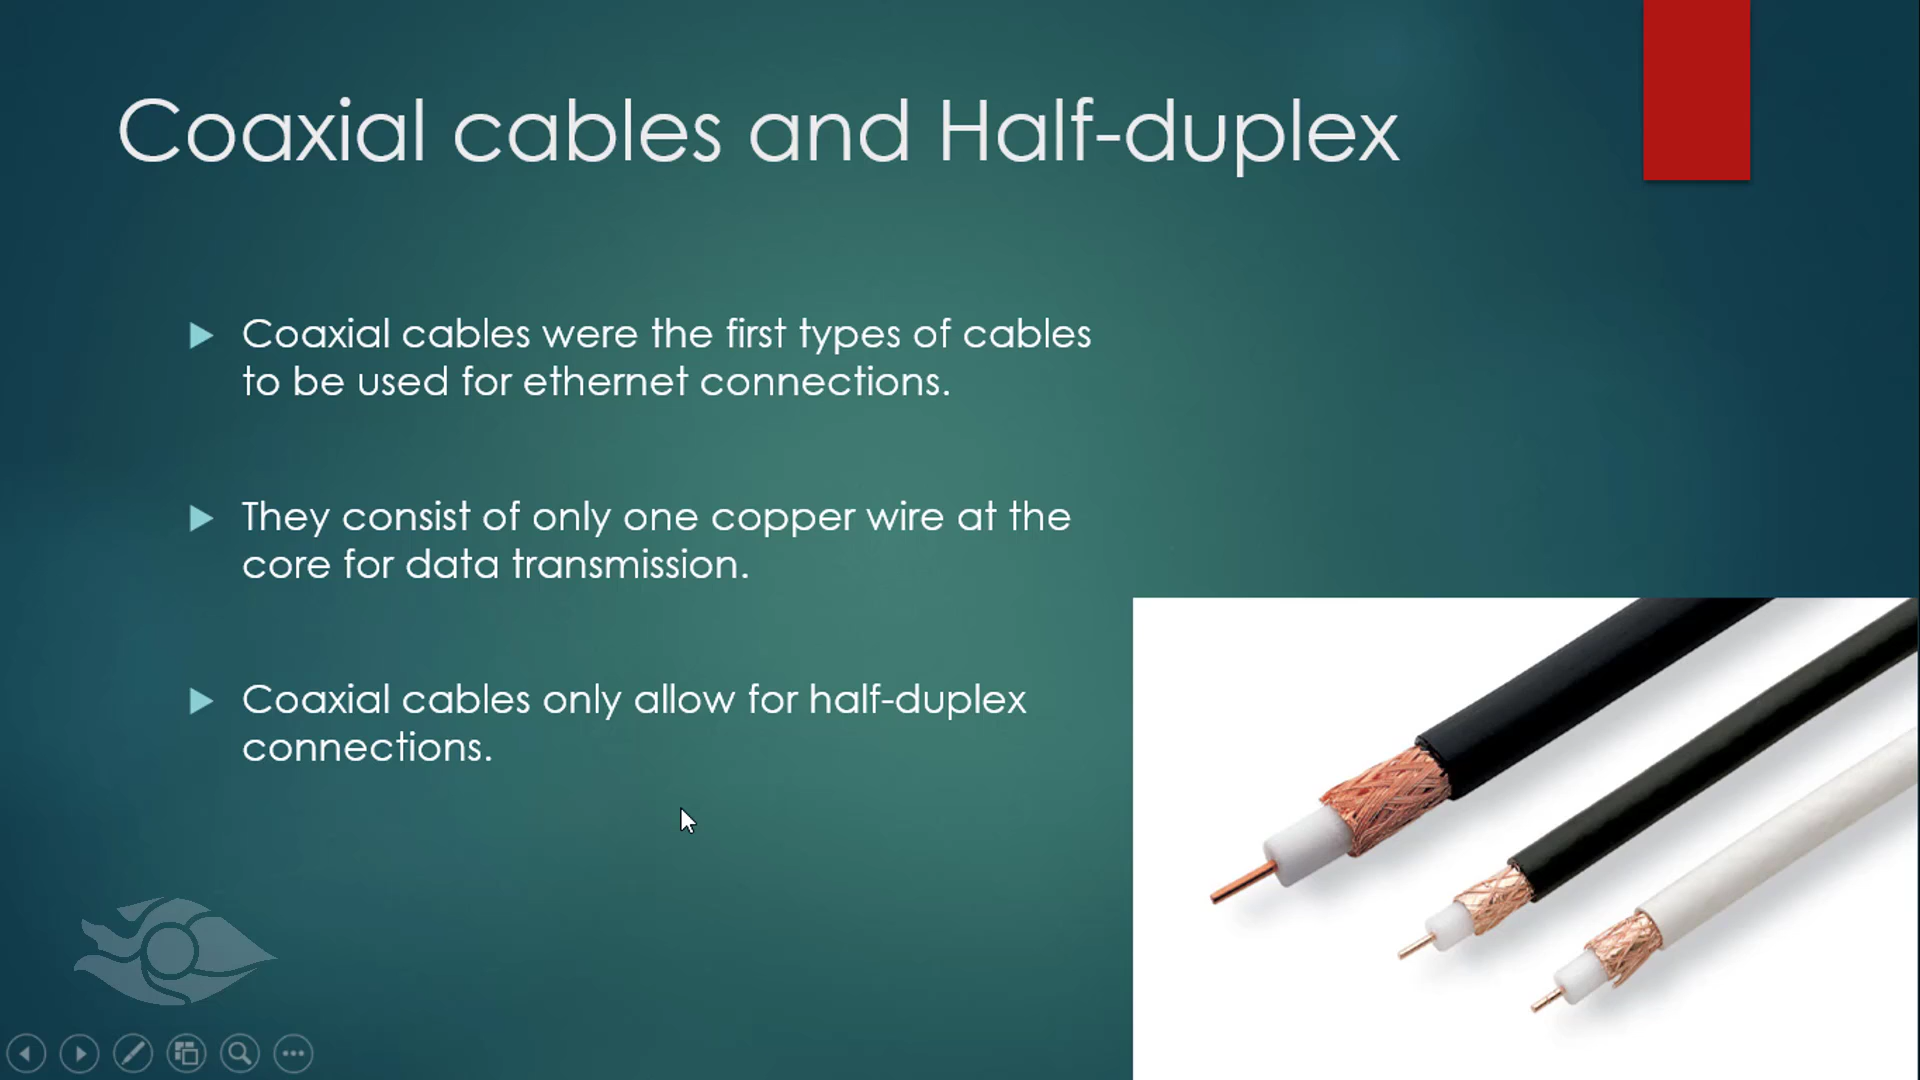 Coaxial cables and Half-duplex
Coaxial cables were the first types of cables
to be used for ethernet connections.
They consist of only one copper wire at the
core for data transmission.
Coaxial cables only allow for half-duplex
connections.